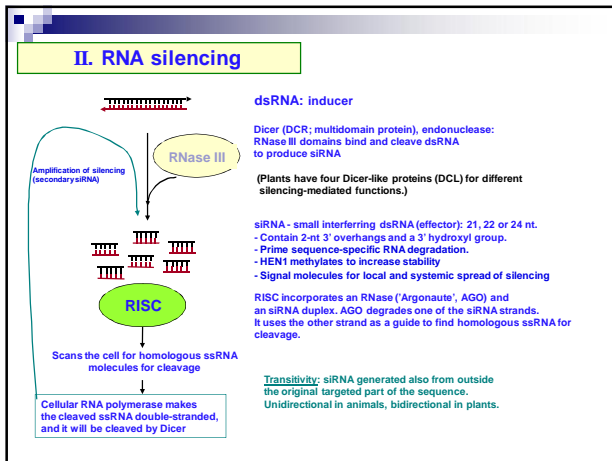 II. RNA silencing
dsRNA: inducer
Dicer (DCR; multidomain protein), endonuclease:
RNase III domains bind and cleave dsRNA
to produce siRNA
RNase III
Amplification of silencing
(secondary siRNA)
(Plants have four Dicer-like proteins (DCL) for different
silencing-mediated functions.)
siRNA - small interfering dsRNA (effector): 21, 22 or 24 nt.
- Contain 2-nt 3' overhangs and a 3' hydroxyl group.
- Prime sequence-specific RNA degradation.
- HEN1 methylates to increase stability
- Signal molecules for local and systemic spread of silencing
RISC
RISC incorporates an RNase ('Argonaute', AGO) and
an siRNA duplex. AGO degrades one of the siRNA strands.
It uses the other strand as a guide to find homologous ssRNA for
cleavage.
Scans the cell for homologous ssRNA
molecules for cleavage
Transitivity: siRNA generated also from outside
the original targeted part of the sequence.
Unidirectional in animals, bidirectional in plants.
Cellular RNA polymerase makes
the cleaved ssRNA double-stranded,
and it will be cleaved by Dicer